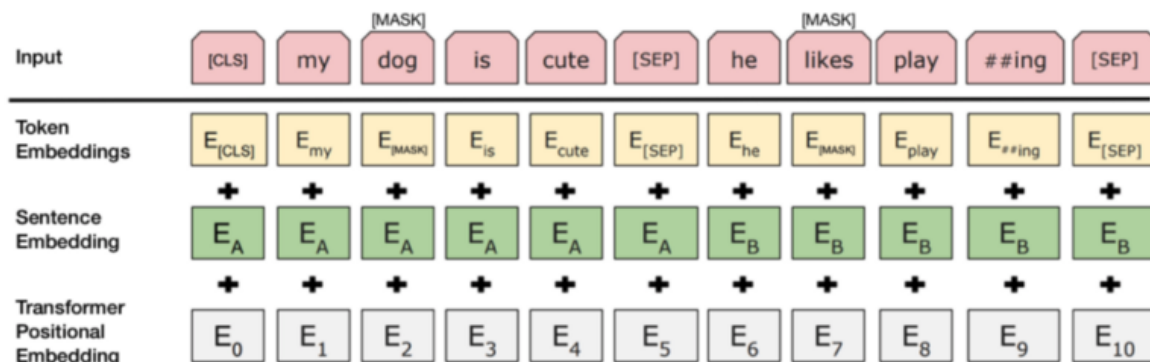 [MASK] [MASK]
Input [CLS] my dog is cute [SEP] he likes play ##ing [SEP]
Token
Embeddings
E[CLS] Emy E[MASK] Eis Ecute E[SEP] Ehe E[MASK] Eplay E##ing E[SEP]
+ + + + + + + + + + +
Sentence
Embedding
EA EA EA EA EA EA EB EB EB EB EB
+ + + + + + + + + + +
Transformer
Positional
Embedding
E0 E1 E2 E3 E4 E5 E6 E7 E8 E9 E10